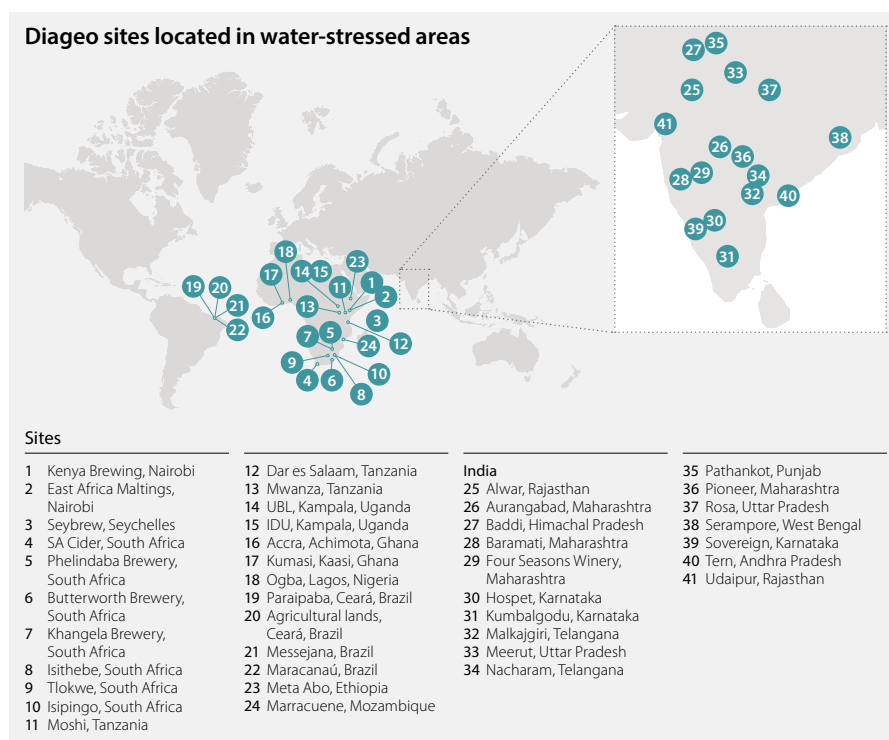 Diageo sites located in water-stressed areas
27
35
33
25
37
41
38
26
36
28
29
34
32
40
39
30
31
18
23
17
14
15
1
11
2
19
20
21
16
13
3
22
5
7
24
12
9
10
4
6
8
Sites
1 Kenya Brewing, Nairobi
2 East Africa Maltings,
Nairobi
3 Seybrew, Seychelles
4 SA Cider, South Africa
5 Phelindaba Brewery,
South Africa
6 Butterworth Brewery,
South Africa
7 Khangela Brewery,
South Africa
8 Isithebe, South Africa
9 Tlokwe, South Africa
10 Isipingo, South Africa
11 Moshi, Tanzania
12 Dar es Salaam, Tanzania
13 Mwanza, Tanzania
14 UBL, Kampala, Uganda
15 IDU, Kampala, Uganda
16 Accra, Achimota, Ghana
17 Kumasi, Kaasi, Ghana
18 Ogba, Lagos, Nigeria
19 Paraipaba, Ceará, Brazil
20 Agricultural lands,
Ceará, Brazil
21 Messejana, Brazil
22 Maracanaú, Brazil
23 Meta Abo, Ethiopia
24 Marracuene, Mozambique
India
25 Alwar, Rajasthan
26 Aurangabad, Maharashtra
27 Baddi, Himachal Pradesh
28 Baramati, Maharashtra
29 Four Seasons Winery,
Maharashtra
30 Hospet, Karnataka
31 Kumbalgodu, Karnataka
32 Malkajgiri, Telangana
33 Meerut, Uttar Pradesh
34 Nacharam, Telangana
35 Pathankot, Punjab
36 Pioneer, Maharashtra
37 Rosa, Uttar Pradesh
38 Serampore, West Bengal
39 Sovereign, Karnataka
40 Tern, Andhra Pradesh
41 Udaipur, Rajasthan